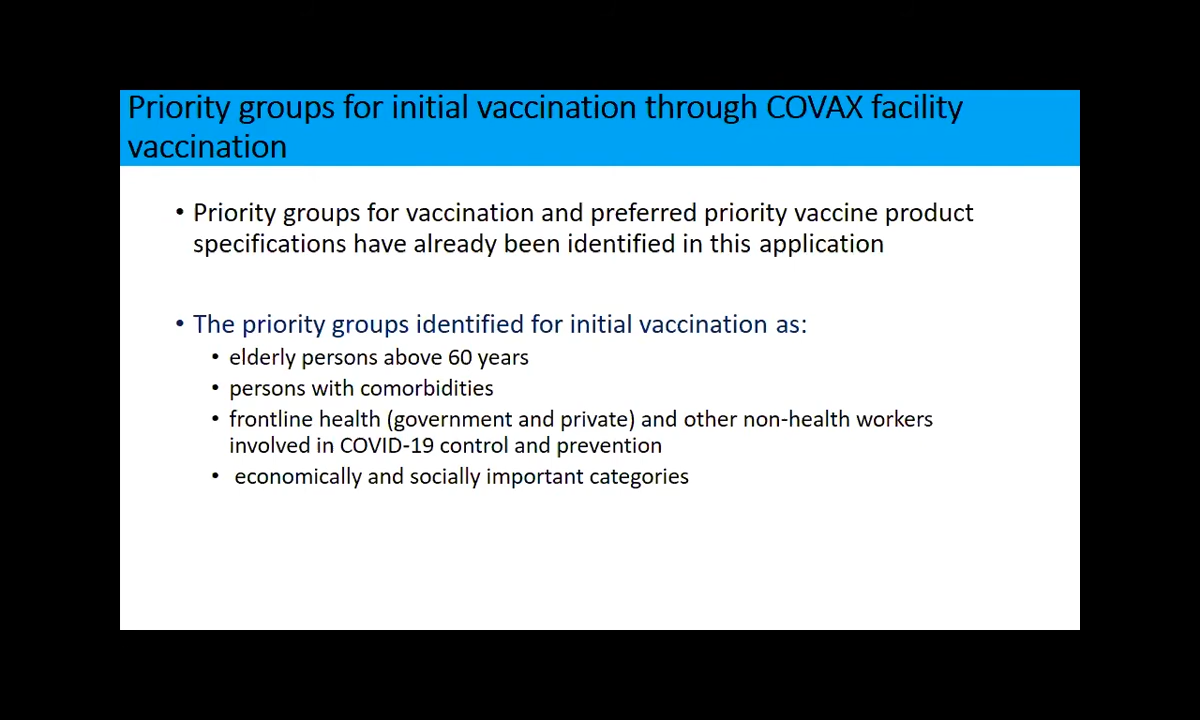 Priority groups for initial vaccination through COVAX facility
vaccination
• Priority groups for vaccination and preferred priority vaccine product
specifications have already been identified in this application
• The priority groups identified for initial vaccination as:
• elderly persons above 60 years
• persons with comorbidities
• frontline health (government and private) and other non-health workers
involved in COVID-19 control and prevention
• economically and socially important categories